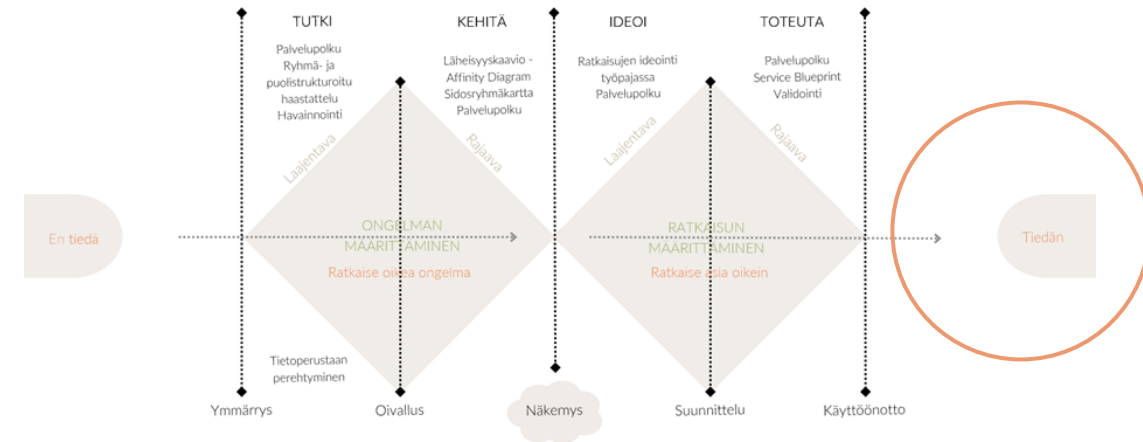 TUTKI
Palvelupolku
Ryhmä- ja
puolistrukturoitu
haastattelu
Havainnointi
KEHITÄ
Läheisyyskaavio -
Affinity Diagram
Sidosryhmäkartta
Palvelupolku
IDEOI
Ratkaisujen ideointi
työpajassa
Palvelupolku
TOTEUTA
Palvelupolku
Service Blueprint
Validointi
Laajentava
Rajaava
Laajentava
Rajaava
En tiedä
ONGELMAN
MÄÄRITTÄMINEN
Ratkaise oikea ongelma
RATKAISUN
MÄÄRITTÄMINEN
Ratkaise asia oikein
Tiedän
Tietoperustaan
perehtyminen
Ymmärrys
Oivallus
Näkemys
Suunnittelu
Käyttöönotto